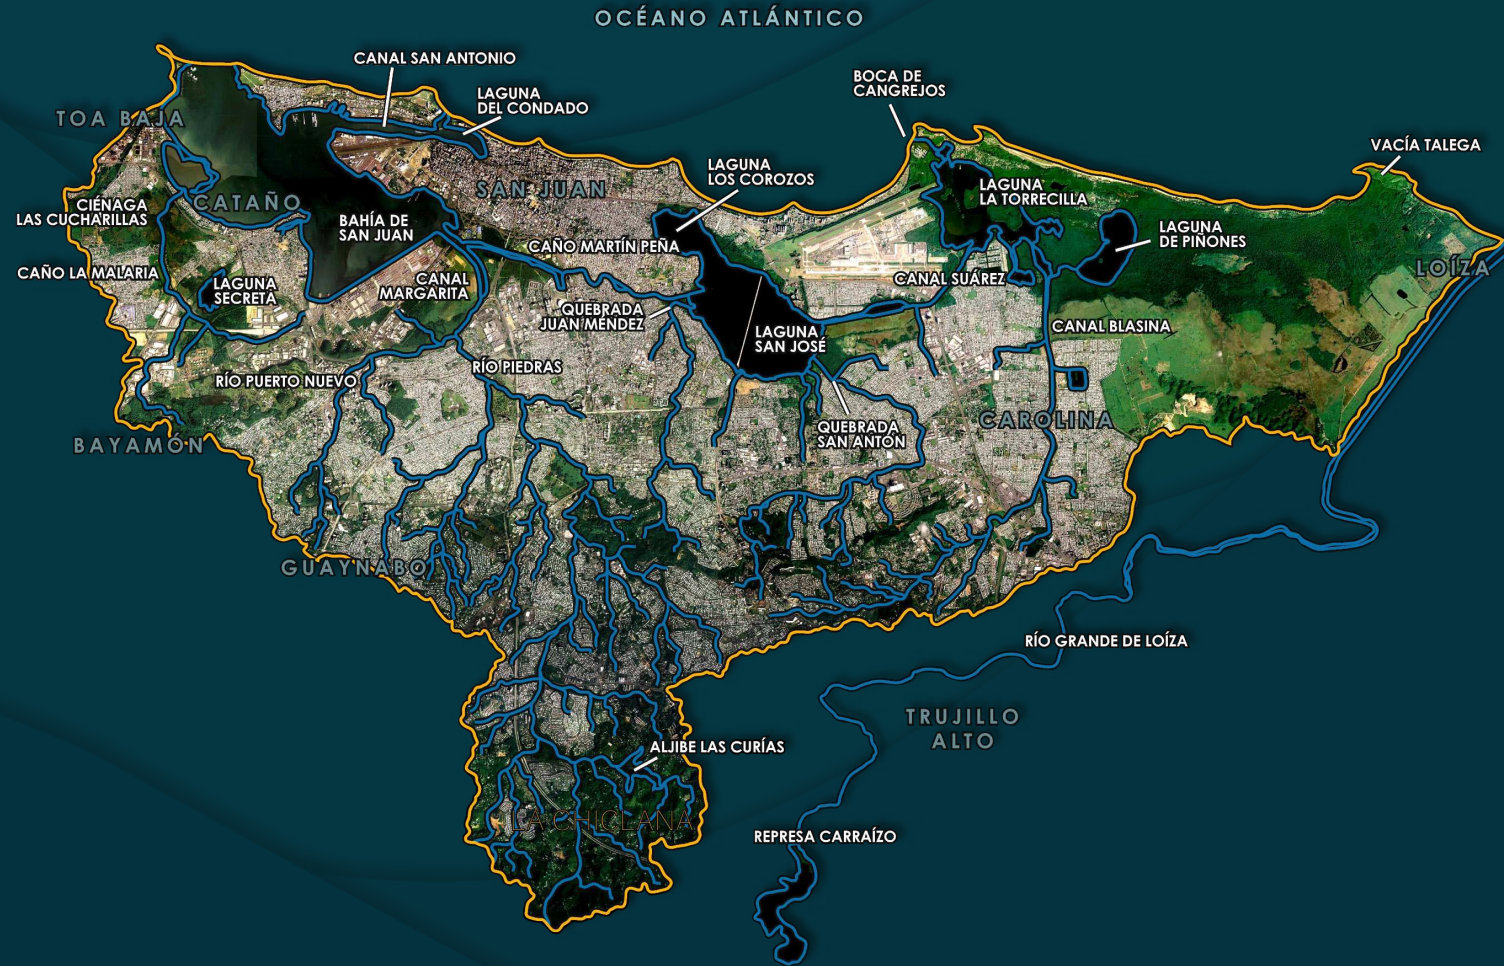 OCÉANO ATLÁNTICO
CANAL SAN ANTONIO
LAGUNA
DEL CONDADO
BOCA DE
CANGREJOS
TOA BAJA
VACÍA TALEGA
LAGUNA
LOS COROZOS
SAN JUAN
LAGUNA
LA TORRECILLA
CIÉNAGA
LAS CUCHARILLAS
CATAÑO
BAHÍA DE
SAN JUAN
LAGUNA
DE PIÑONES
CAÑO MARTÍN PEÑA
CAÑO LA MALARIA
LAGUNA
SECRETA
CANAL
MARGARITA
CANAL SUÁREZ
LOÍZA
QUEBRADA
JUAN MÉNDEZ
LAGUNA
SAN JOSÉ
CANAL BLASINA
RÍO PUERTO NUEVO
RÍO PIEDRAS
QUEBRADA
SAN ANTÓN
CAROLINA
BAYAMÓN
GUAYNABO
RÍO GRANDE DE LOÍZA
TRUJILLO
ALTO
ALJIBE LAS CURÍAS
LA CHICLANA
REPRESA CARRAÍZO